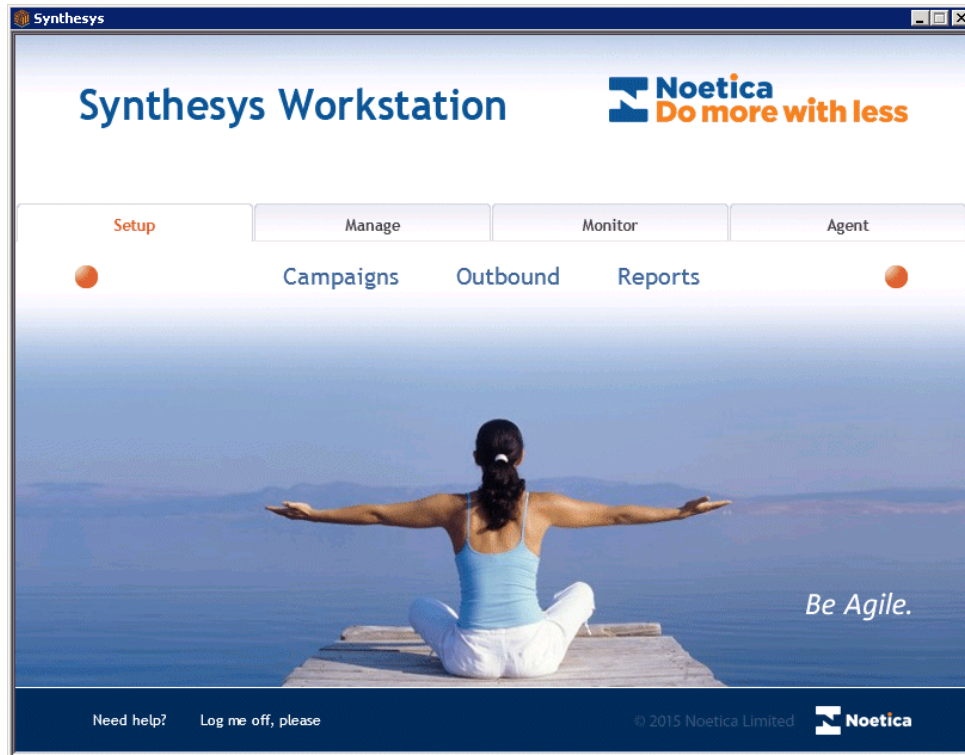 Synthesys
Synthesys Workstation
Noetica
Do more with less
Setup Manage Monitor Agent
Campaigns Outbound Reports
Be Agile.
Need help? Log me off, please © 2015 Noetica Limited Noetica